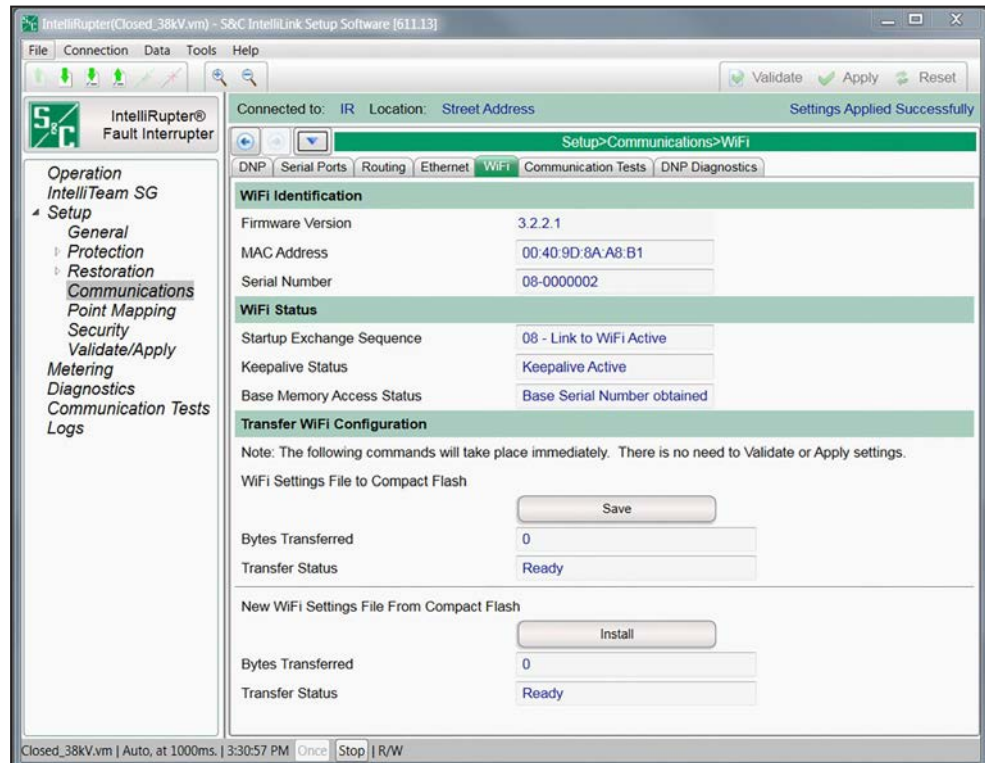 IntelliRupter(Closed_38kV.vm) - S&C IntelliLink Setup Software [611.13]
File Connection Data Tools Help
Validate Apply Reset
S&C
IntelliRupter®
Fault Interrupter
Connected to: IR Location: Street Address Settings Applied Successfully
Setup>Communications>WiFi
DNP Serial Ports Routing Ethernet WiFi Communication Tests DNP Diagnostics
Operation
IntelliTeam SG
Setup
General
Protection
Restoration
Communications
Point Mapping
Security
Validate/Apply
Metering
Diagnostics
Communication Tests
Logs
WiFi Identification
Firmware Version 3.2.2.1
MAC Address 00:40:9D:8A:A8:B1
Serial Number 08-0000002
WiFi Status
Startup Exchange Sequence 08 - Link to WiFi Active
Keepalive Status Keepalive Active
Base Memory Access Status Base Serial Number obtained
Transfer WiFi Configuration
Note: The following commands will take place immediately. There is no need to Validate or Apply settings.
WiFi Settings File to Compact Flash
Save
Bytes Transferred 0
Transfer Status Ready
New WiFi Settings File From Compact Flash
Install
Bytes Transferred 0
Transfer Status Ready
Closed_38kV.vm | Auto, at 1000ms. | 3:30:57 PM Once Stop | R/W